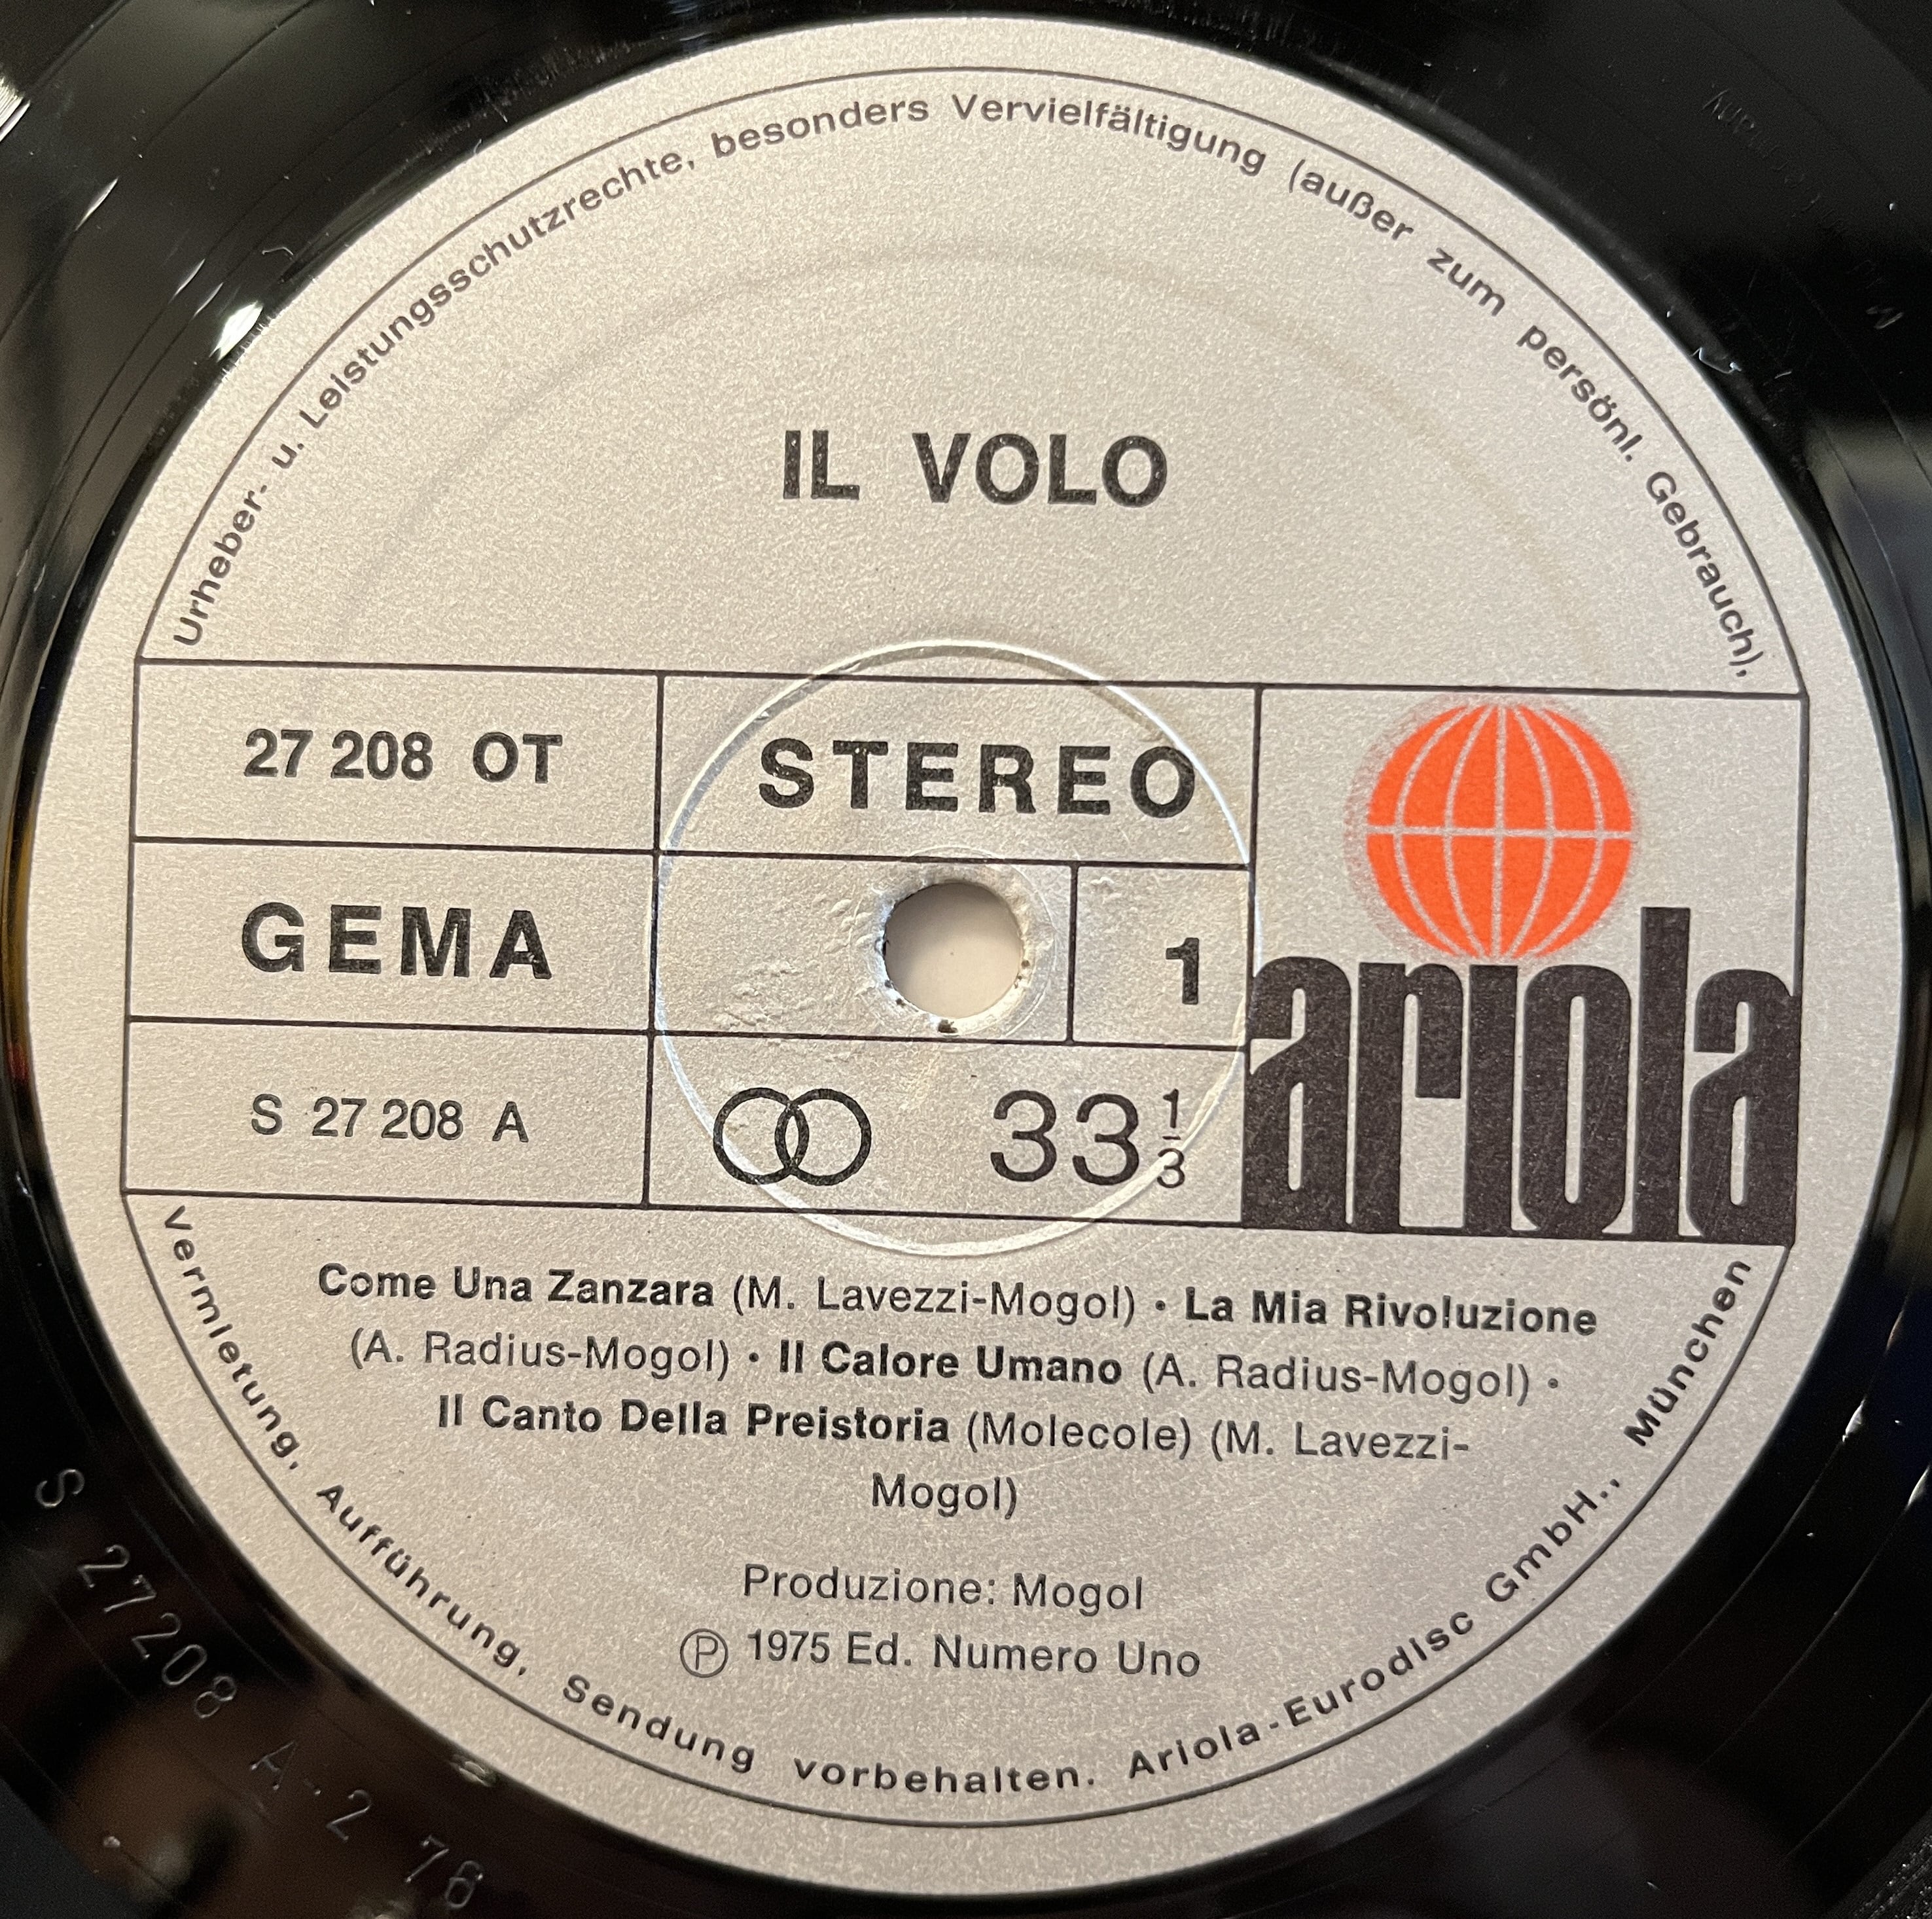 Urheber- u. Leistungsschutzrechte, besonders Vervielfältigung (außer zum persönl. Gebrauch),
IL VOLO
27 208 OT
STEREO
GEMA
1
S 27 208 A
33 1/3
ariola
Come Una Zanzara (M. Lavezzi-Mogol) • La Mia Rivoluzione
(A. Radius-Mogol) • Il Calore Umano (A. Radius-Mogol) •
Il Canto Della Preistoria (Molecole) (M. Lavezzi-
Mogol)
Produzione: Mogol
Ⓟ 1975 Ed. Numero Uno
Vermietung, Aufführung, Sendung vorbehalten. Ariola-Eurodisc GmbH., München
S 27208 A-2 78